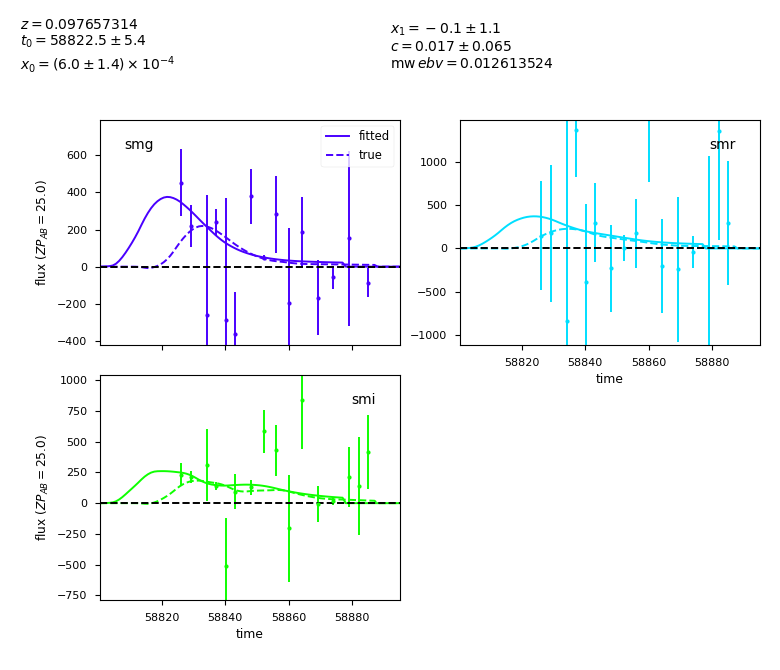 z = 0.097657314
t₀ = 58822.5 ± 5.4
x₀ = (6.0 ± 1.4) × 10⁻⁴
x₁ = −0.1 ± 1.1
c = 0.017 ± 0.065
mw ebv = 0.012613524
smg
fitted
true
600
400
200
0
−200
−400
flux (ZP_AB = 25.0)
smr
1000
500
0
−500
−1000
58820 58840 58860 58880
time
smi
1000
750
500
250
0
−250
−500
−750
flux (ZP_AB = 25.0)
58820 58840 58860 58880
time